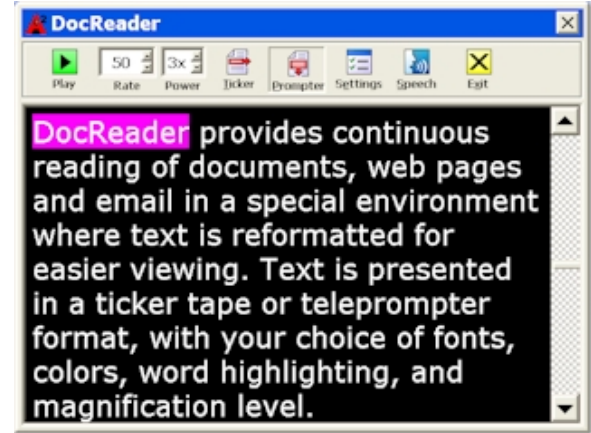 DocReader
50 3x
Play Rate Power Ticker Prompter Settings Speech Exit
DocReader provides continuous
reading of documents, web pages
and email in a special environment
where text is reformatted for
easier viewing. Text is presented
in a ticker tape or teleprompter
format, with your choice of fonts,
colors, word highlighting, and
magnification level.